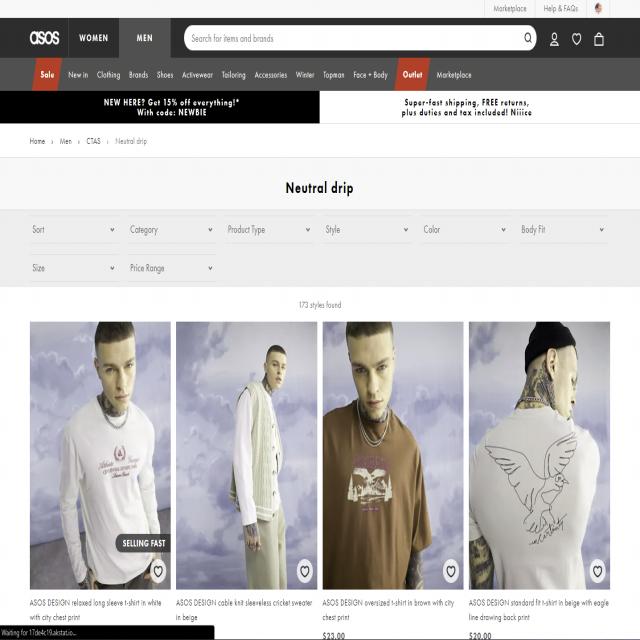 Marketplace
Help & FAQs
asos
WOMEN
MEN
Search for items and brands
Sale
New in
Clothing
Brands
Shoes
Activewear
Tailoring
Accessories
Winter
Topman
Face + Body
Outlet
Marketplace
NEW HERE? Get 15% off everything!*
With code: NEWBIE
Super-fast shipping, FREE returns,
plus duties and tax included! Niiice
Home › Men › CTAS › Neutral drip
Neutral drip
Sort
Category
Product Type
Style
Color
Body Fit
Size
Price Range
173 styles found
SELLING FAST
ASOS DESIGN relaxed long sleeve t-shirt in white
with city chest print
ASOS DESIGN cable knit sleeveless cricket sweater
in beige
ASOS DESIGN oversized t-shirt in brown with city
chest print
$23.00
ASOS DESIGN standard fit t-shirt in beige with eagle
line drawing back print
$20.00
Waiting for 17de4c19.akstat.io...